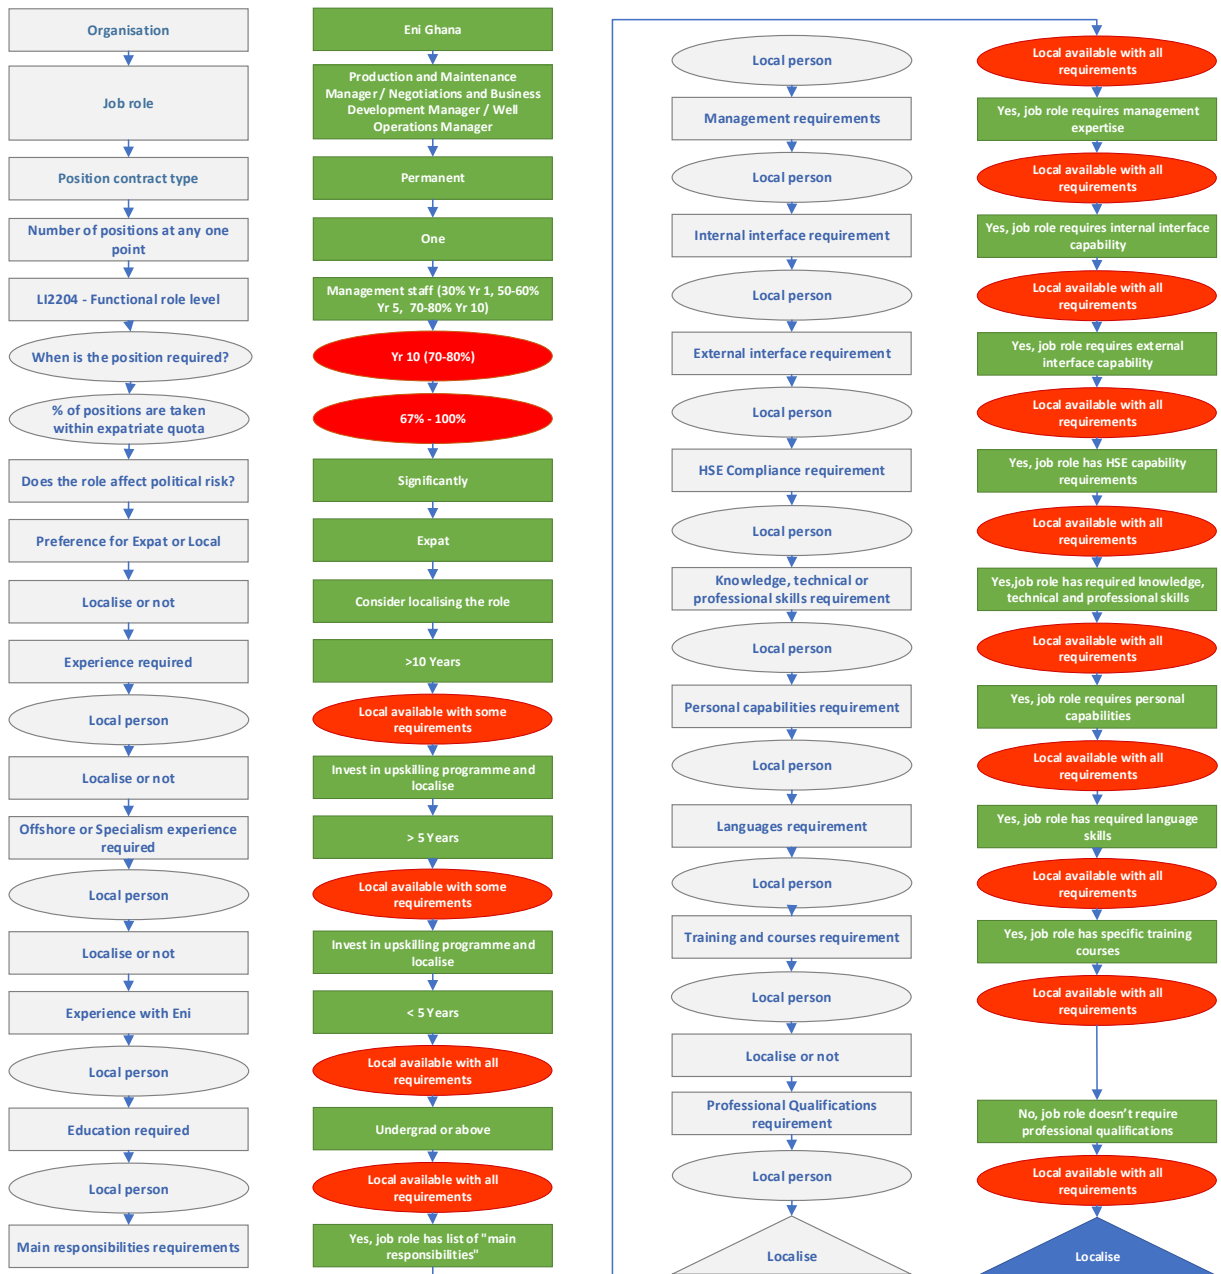 Organisation
Job role
Position contract type
Number of positions at any one
point
LI2204 - Functional role level
When is the position required?
% of positions are taken
within expatriate quota
Does the role affect political risk?
Preference for Expat or Local
Localise or not
Experience required
Local person
Localise or not
Offshore or Specialism experience
required
Local person
Localise or not
Experience with Eni
Local person
Education required
Local person
Main responsibilities requirements
Eni Ghana
Production and Maintenance
Manager / Negotiations and Business
Development Manager / Well
Operations Manager
Permanent
One
Management staff (30% Yr 1, 50-60%
Yr 5, 70-80% Yr 10)
Yr 10 (70-80%)
67% - 100%
Significantly
Expat
Consider localising the role
>10 Years
Local available with some
requirements
Invest in upskilling programme and
localise
> 5 Years
Local available with some
requirements
Invest in upskilling programme and
localise
< 5 Years
Local available with all
requirements
Undergrad or above
Local available with all
requirements
Yes, job role has list of "main
responsibilities"
Local person
Management requirements
Local person
Internal interface requirement
Local person
External interface requirement
Local person
HSE Compliance requirement
Local person
Knowledge, technical or
professional skills requirement
Local person
Personal capabilities requirement
Local person
Languages requirement
Local person
Training and courses requirement
Local person
Localise or not
Professional Qualifications
requirement
Local person
Localise
Local available with all
requirements
Yes, job role requires management
expertise
Local available with all
requirements
Yes, job role requires internal interface
capability
Local available with all
requirements
Yes, job role requires external
interface capability
Local available with all
requirements
Yes, job role has HSE capability
requirements
Local available with all
requirements
Yes,job role has required knowledge,
technical and professional skills
Local available with all
requirements
Yes, job role requires personal
capabilities
Local available with all
requirements
Yes, job role has required language
skills
Local available with all
requirements
Yes, job role has specific training
courses
Local available with all
requirements
No, job role doesn't require
professional qualifications
Local available with all
requirements
Localise